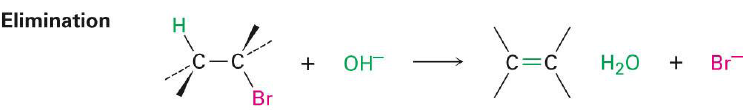 Elimination
H
C–C + OH⁻ ⟶ C=C H₂O + Br⁻
Br